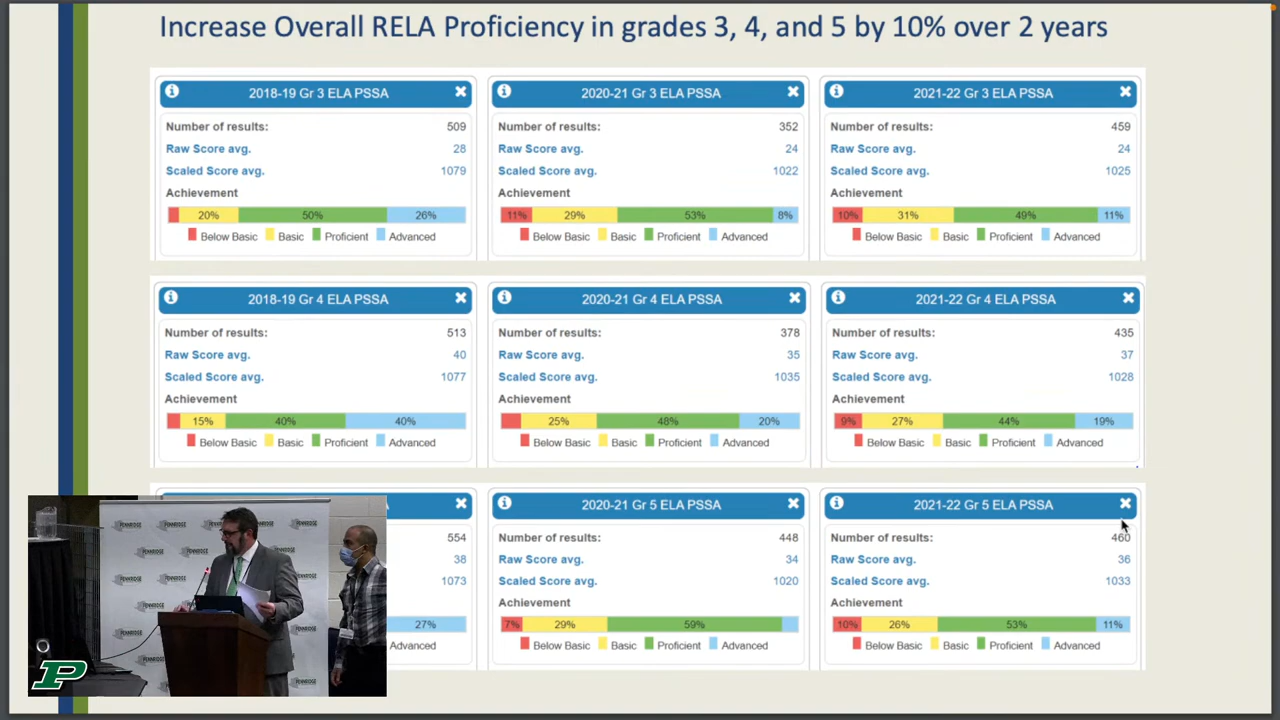 Increase Overall RELA Proficiency in grades 3, 4, and 5 by 10% over 2 years
2018-19 Gr 3 ELA PSSA
Number of results: 509
Raw Score avg. 28
Scaled Score avg. 1079
Achievement
20% 50% 26%
Below Basic Basic Proficient Advanced
2020-21 Gr 3 ELA PSSA
Number of results: 352
Raw Score avg. 24
Scaled Score avg. 1022
Achievement
11% 29% 53% 8%
Below Basic Basic Proficient Advanced
2021-22 Gr 3 ELA PSSA
Number of results: 459
Raw Score avg. 24
Scaled Score avg. 1025
Achievement
10% 31% 49% 11%
Below Basic Basic Proficient Advanced
2018-19 Gr 4 ELA PSSA
Number of results: 513
Raw Score avg. 40
Scaled Score avg. 1077
Achievement
15% 40% 40%
Below Basic Basic Proficient Advanced
2020-21 Gr 4 ELA PSSA
Number of results: 378
Raw Score avg. 35
Scaled Score avg. 1035
Achievement
25% 48% 20%
Below Basic Basic Proficient Advanced
2021-22 Gr 4 ELA PSSA
Number of results: 435
Raw Score avg. 37
Scaled Score avg. 1028
Achievement
9% 27% 44% 19%
Below Basic Basic Proficient Advanced
554
38
1073
27%
Advanced
2020-21 Gr 5 ELA PSSA
Number of results: 448
Raw Score avg. 34
Scaled Score avg. 1020
Achievement
7% 29% 59%
Below Basic Basic Proficient Advanced
2021-22 Gr 5 ELA PSSA
Number of results: 460
Raw Score avg. 36
Scaled Score avg. 1033
Achievement
10% 26% 53% 11%
Below Basic Basic Proficient Advanced
PENNRIDGE
P